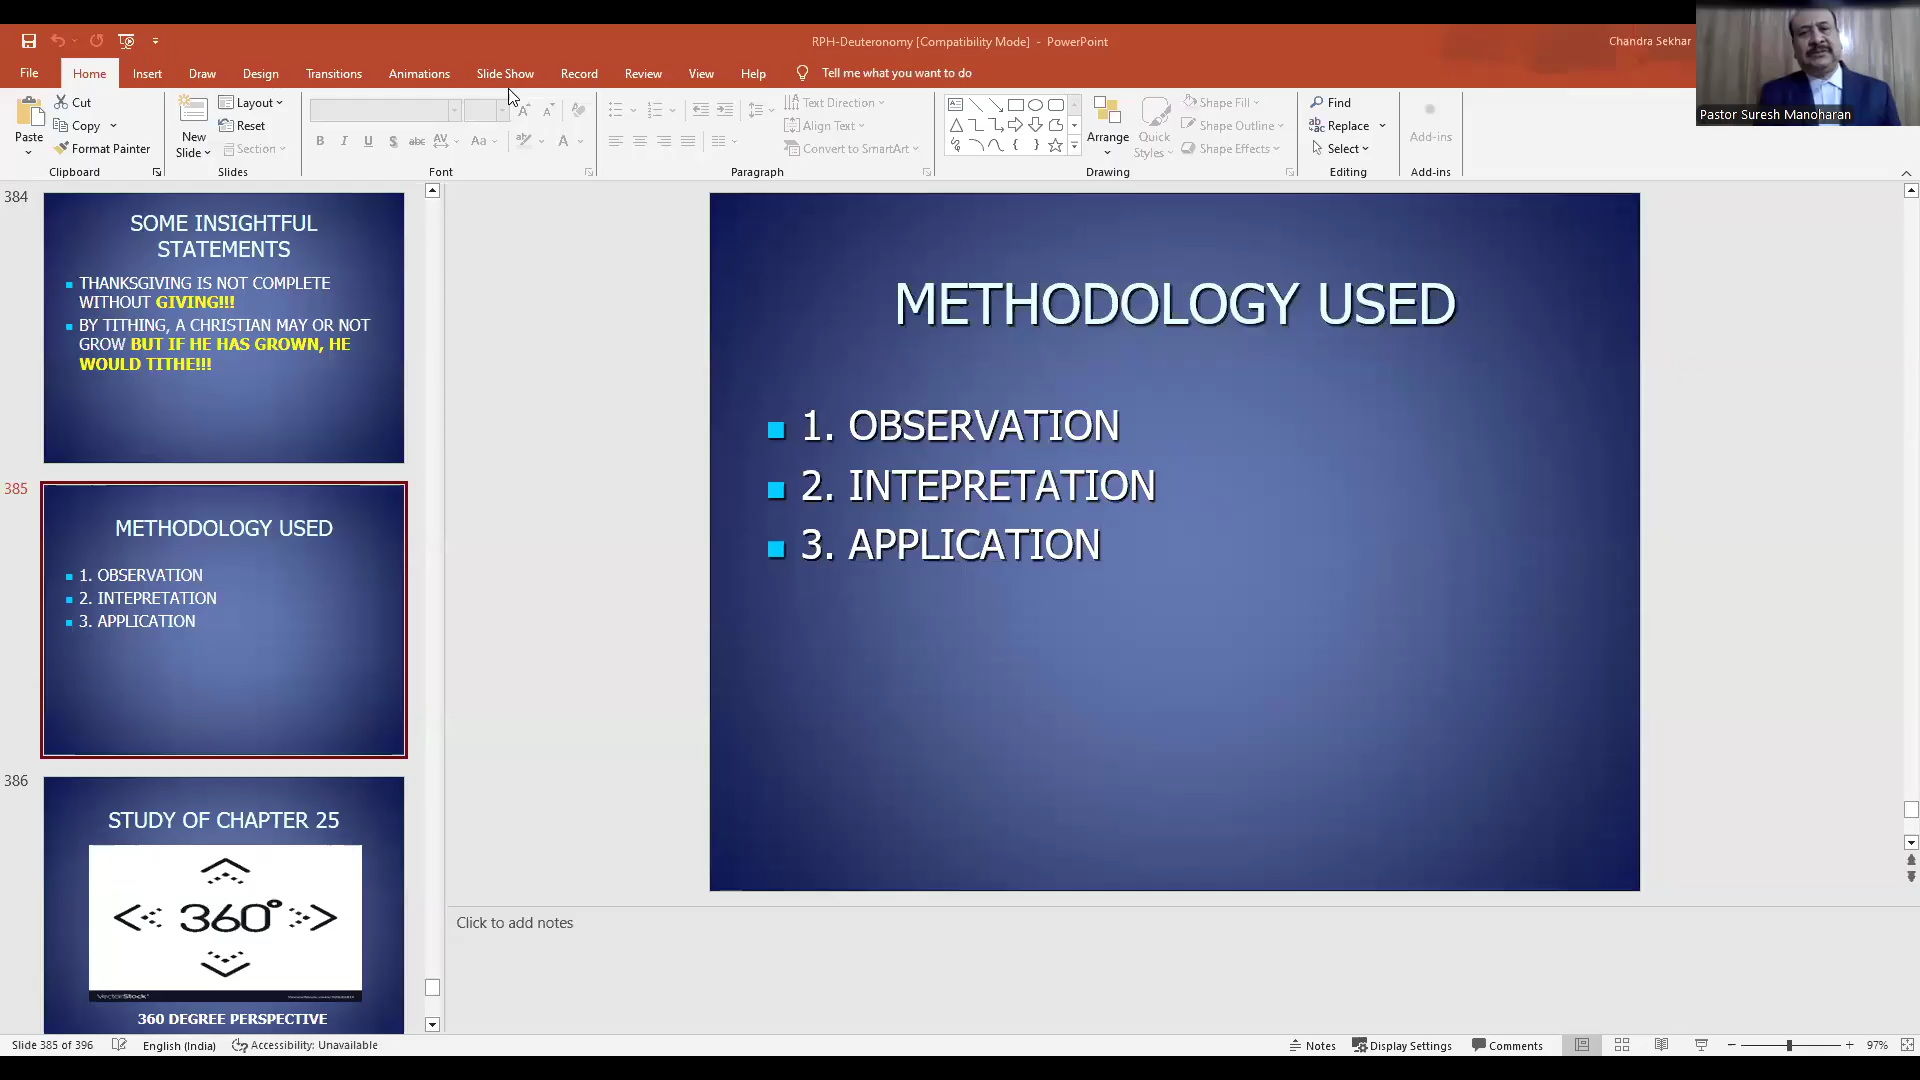 RPH-Deuteronomy [Compatibility Mode] - PowerPoint
Chandra Sekhar
Pastor Suresh Manoharan
File Home Insert Draw Design Transitions Animations Slide Show Record Review View Help Tell me what you want to do
Paste
Cut
Copy
Format Painter
Clipboard
New
Slide
Layout
Reset
Section
Slides
B I U S abc AV Aa A
Font
Text Direction
Align Text
Convert to SmartArt
Paragraph
Arrange
Quick
Styles
Shape Fill
Shape Outline
Shape Effects
Drawing
Find
Replace
Select
Editing
Add-ins
Add-ins
384
SOME INSIGHTFUL
STATEMENTS
THANKSGIVING IS NOT COMPLETE
WITHOUT GIVING!!!
BY TITHING, A CHRISTIAN MAY OR NOT
GROW BUT IF HE HAS GROWN, HE
WOULD TITHE!!!
385
METHODOLOGY USED
1. OBSERVATION
2. INTEPRETATION
3. APPLICATION
386
STUDY OF CHAPTER 25
360°
VectorStock
360 DEGREE PERSPECTIVE
METHODOLOGY USED
1. OBSERVATION
2. INTEPRETATION
3. APPLICATION
Click to add notes
Slide 385 of 396 English (India) Accessibility: Unavailable Notes Display Settings Comments 97%